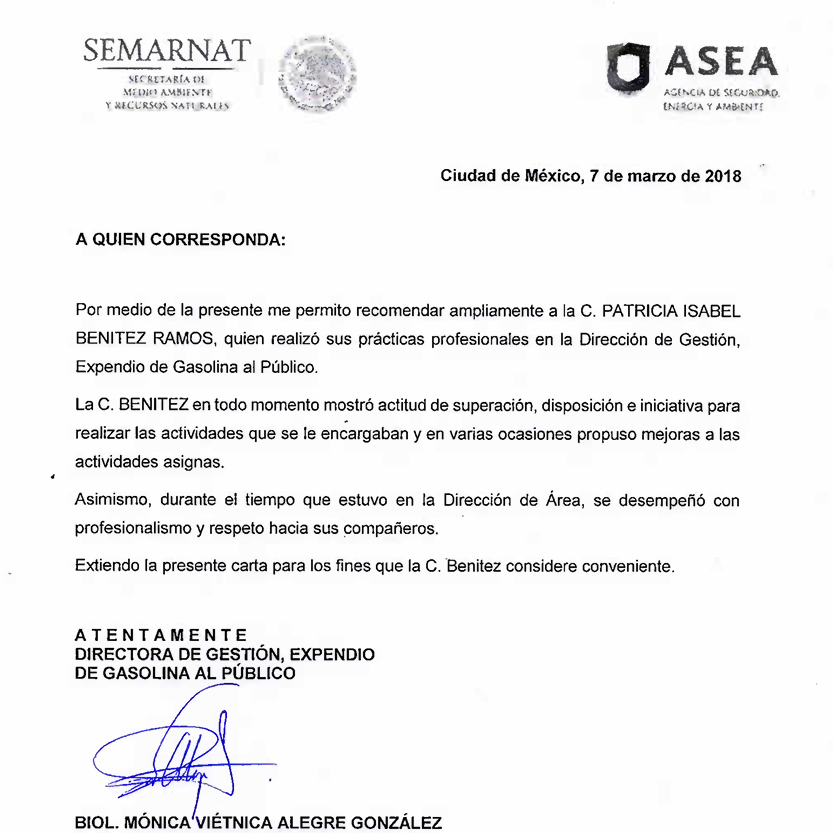 SEMARNAT
SECRETARÍA DE
MEDIO AMBIENTE
Y RECURSOS NATURALES
ASEA
AGENCIA DE SEGURIDAD,
ENERGÍA Y AMBIENTE
Ciudad de México, 7 de marzo de 2018
A QUIEN CORRESPONDA:
Por medio de la presente me permito recomendar ampliamente a la C. PATRICIA ISABEL
BENITEZ RAMOS, quien realizó sus prácticas profesionales en la Dirección de Gestión,
Expendio de Gasolina al Público.
La C. BENITEZ en todo momento mostró actitud de superación, disposición e iniciativa para
realizar las actividades que se le encargaban y en varias ocasiones propuso mejoras a las
actividades asignas.
Asimismo, durante el tiempo que estuvo en la Dirección de Área, se desempeñó con
profesionalismo y respeto hacia sus compañeros.
Extiendo la presente carta para los fines que la C. Benitez considere conveniente.
A T E N T A M E N T E
DIRECTORA DE GESTIÓN, EXPENDIO
DE GASOLINA AL PÚBLICO
BIOL. MÓNICA VIÉTNICA ALEGRE GONZÁLEZ